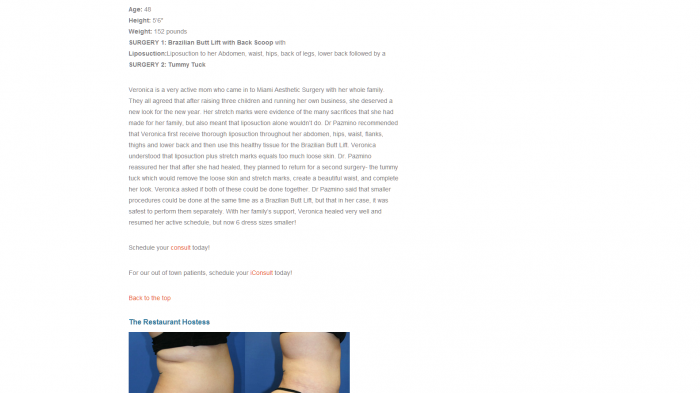 Age: 48
Height: 5'6"
Weight: 152 pounds
SURGERY 1: Brazilian Butt Lift with Back Scoop with
Liposuction:Liposuction to her Abdomen, waist, hips, back of legs, lower back followed by a
SURGERY 2: Tummy Tuck
Veronica is a very active mom who came in to Miami Aesthetic Surgery with her whole family.
They all agreed that after raising three children and running her own business, she deserved a
new look for the new year. Her stretch marks were evidence of the many sacrifices that she had
made for her family, but also meant that liposuction alone wouldn't do. Dr Pazmino recommended
that Veronica first receive thorough liposuction throughout her abdomen, hips, waist, flanks,
thighs and lower back and then use this healthy tissue for the Brazilian Butt Lift. Veronica
understood that liposuction plus stretch marks equals too much loose skin. Dr. Pazmino
reassured her that after she had healed, they planned to return for a second surgery- the tummy
tuck which would remove the loose skin and stretch marks, create a beautiful waist, and complete
her look. Veronica asked if both of these could be done together. Dr Pazmino said that smaller
procedures could be done at the same time as a Brazilian Butt Lift, but that in her case, it was
safest to perform them separately. With her family's support, Veronica healed very well and
resumed her active schedule, but now 6 dress sizes smaller!
Schedule your consult today!
For our out of town patients, schedule your iConsult today!
Back to the top
The Restaurant Hostess